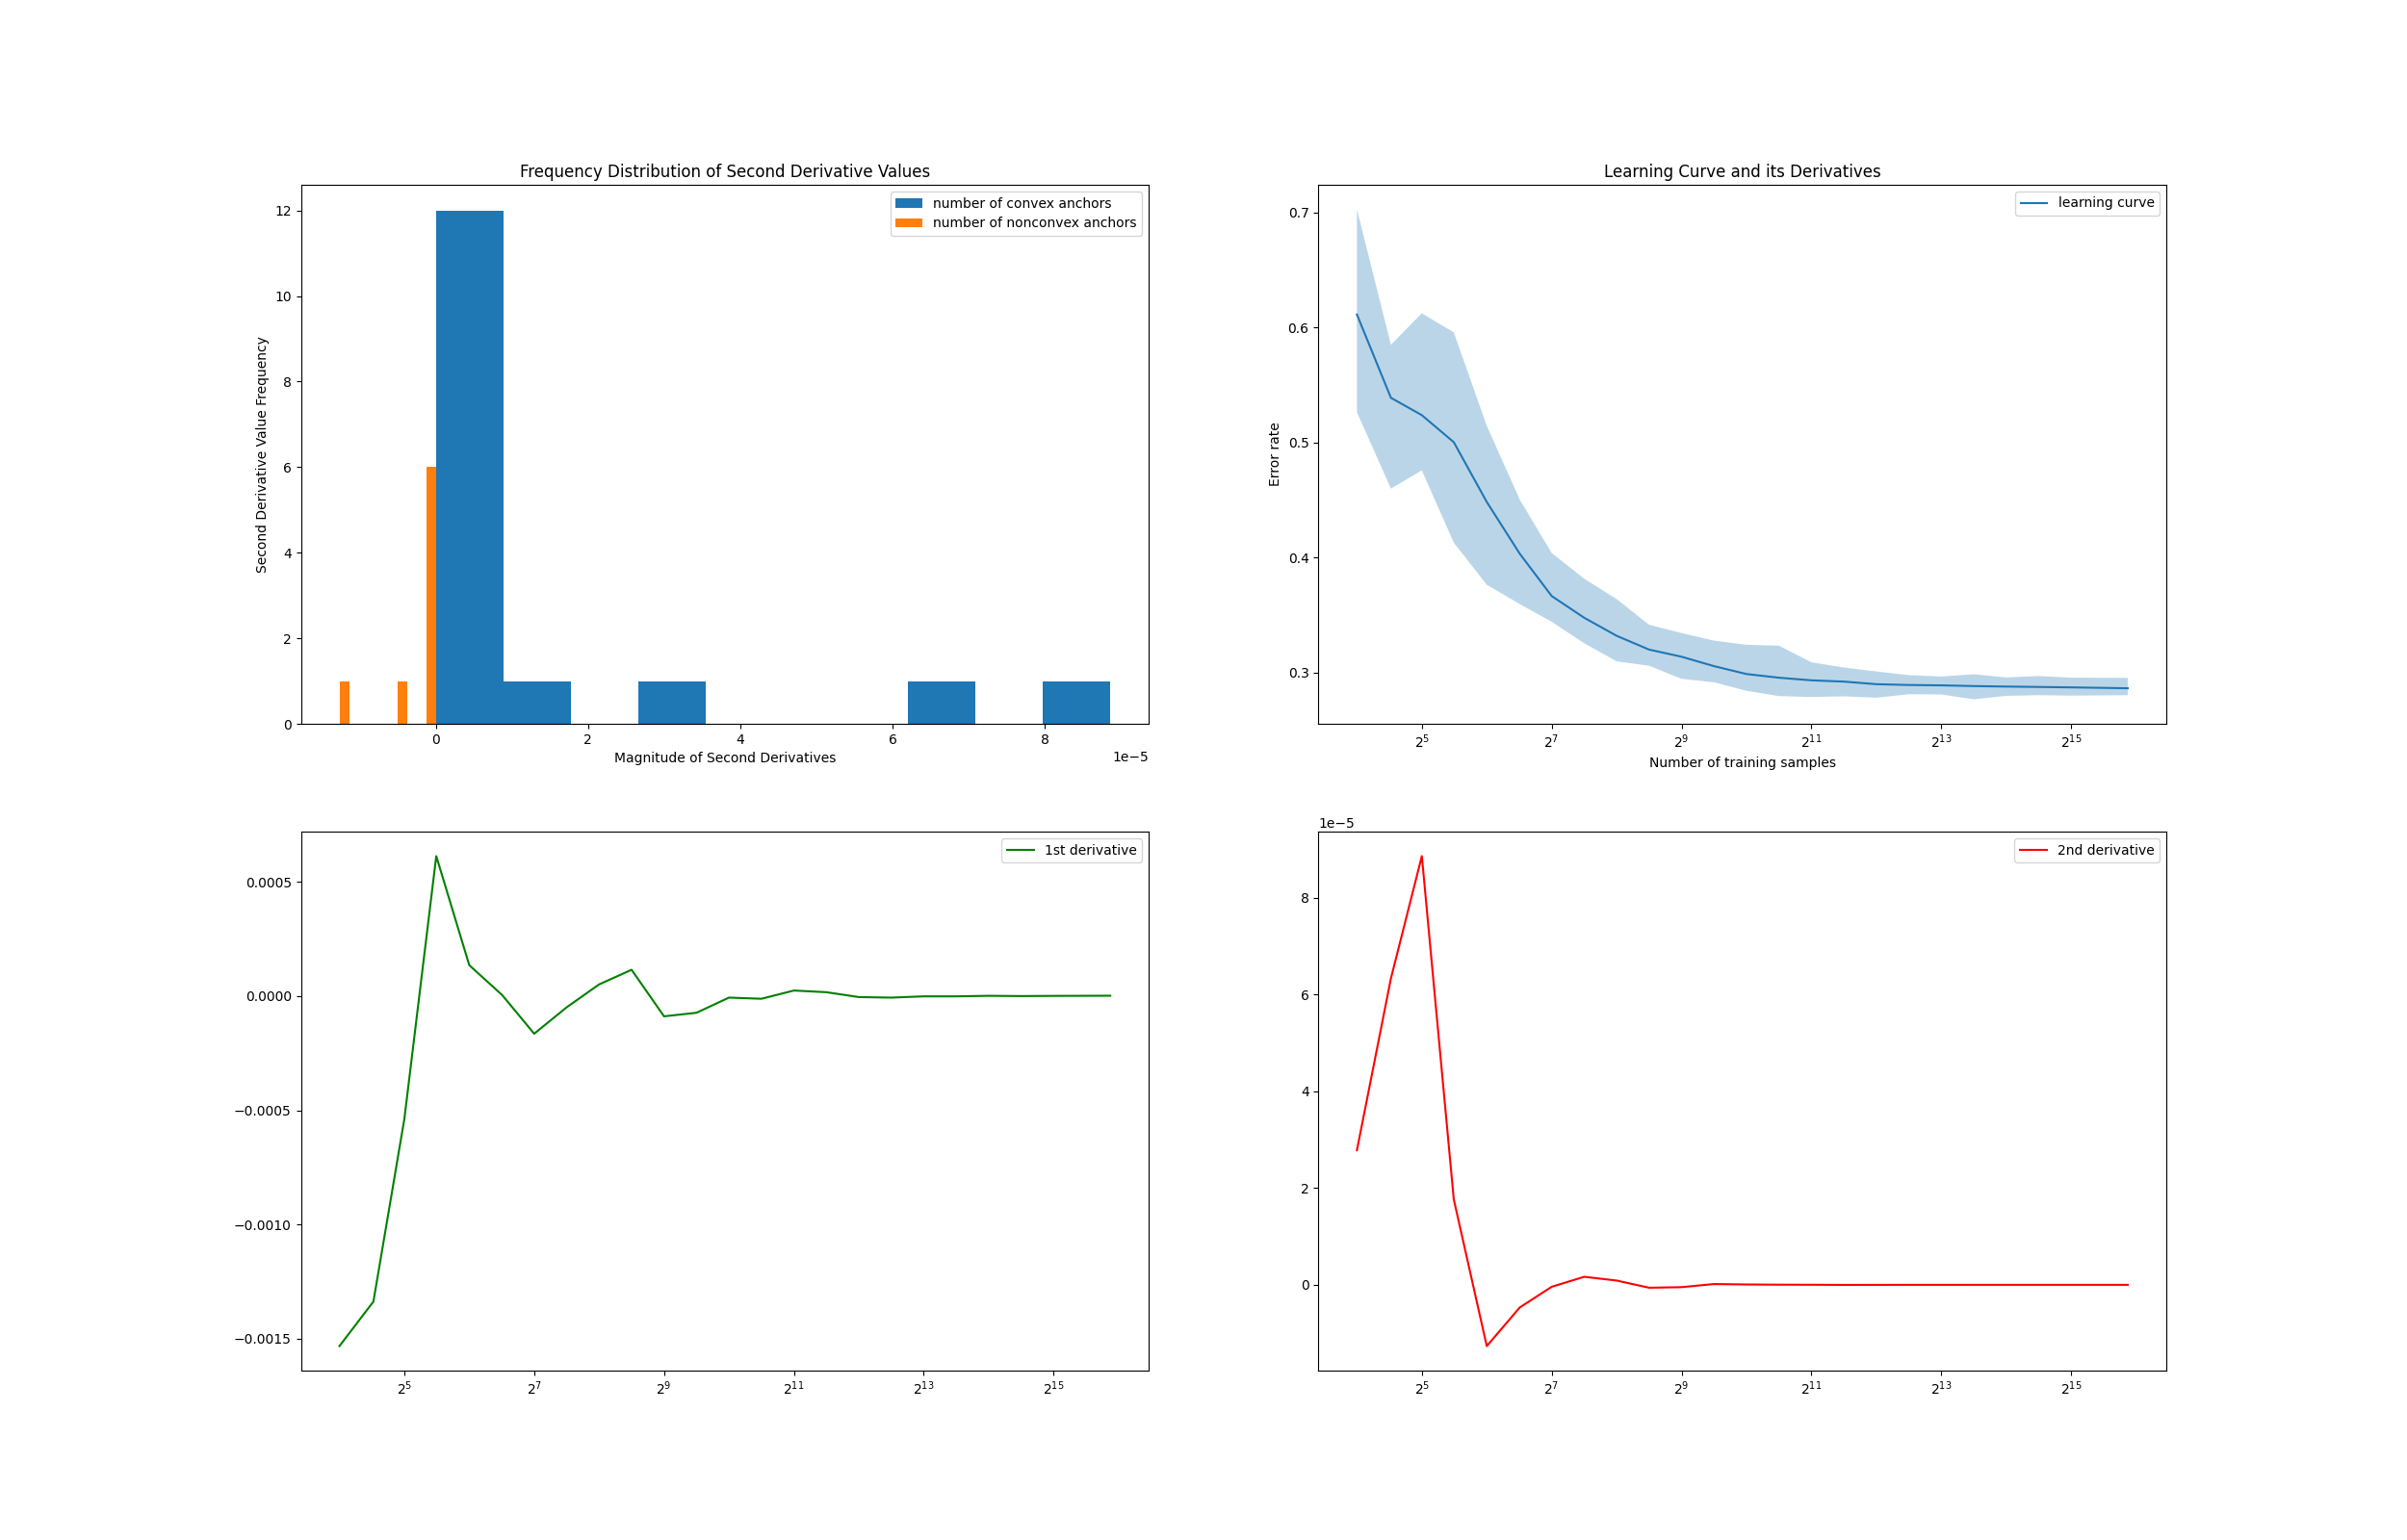 Frequency Distribution of Second Derivative Values
number of convex anchors
number of nonconvex anchors
Second Derivative Value Frequency
12
10
8
6
4
2
0
0 2 4 6 8
1e−5
Magnitude of Second Derivatives
Learning Curve and its Derivatives
learning curve
Error rate
0.7
0.6
0.5
0.4
0.3
2^5 2^7 2^9 2^11 2^13 2^15
Number of training samples
1st derivative
0.0005
0.0000
−0.0005
−0.0010
−0.0015
2^5 2^7 2^9 2^11 2^13 2^15
1e−5
2nd derivative
8
6
4
2
0
2^5 2^7 2^9 2^11 2^13 2^15